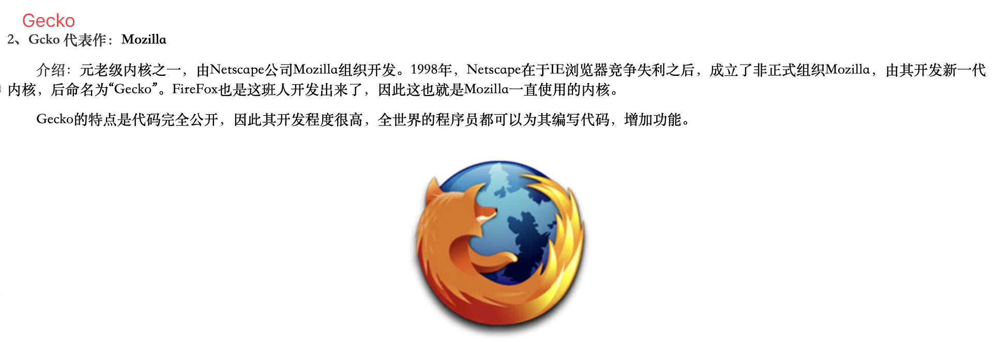 Gecko
2、Gcko 代表作：Mozilla
介绍：元老级内核之一，由Netscape公司Mozilla组织开发。1998年，Netscape在于IE浏览器竞争失利之后，成立了非正式组织Mozilla，由其开发新一代
内核，后命名为“Gecko”。FireFox也是这班人开发出来了，因此这也就是Mozilla一直使用的内核。
Gecko的特点是代码完全公开，因此其开发程度很高，全世界的程序员都可以为其编写代码，增加功能。